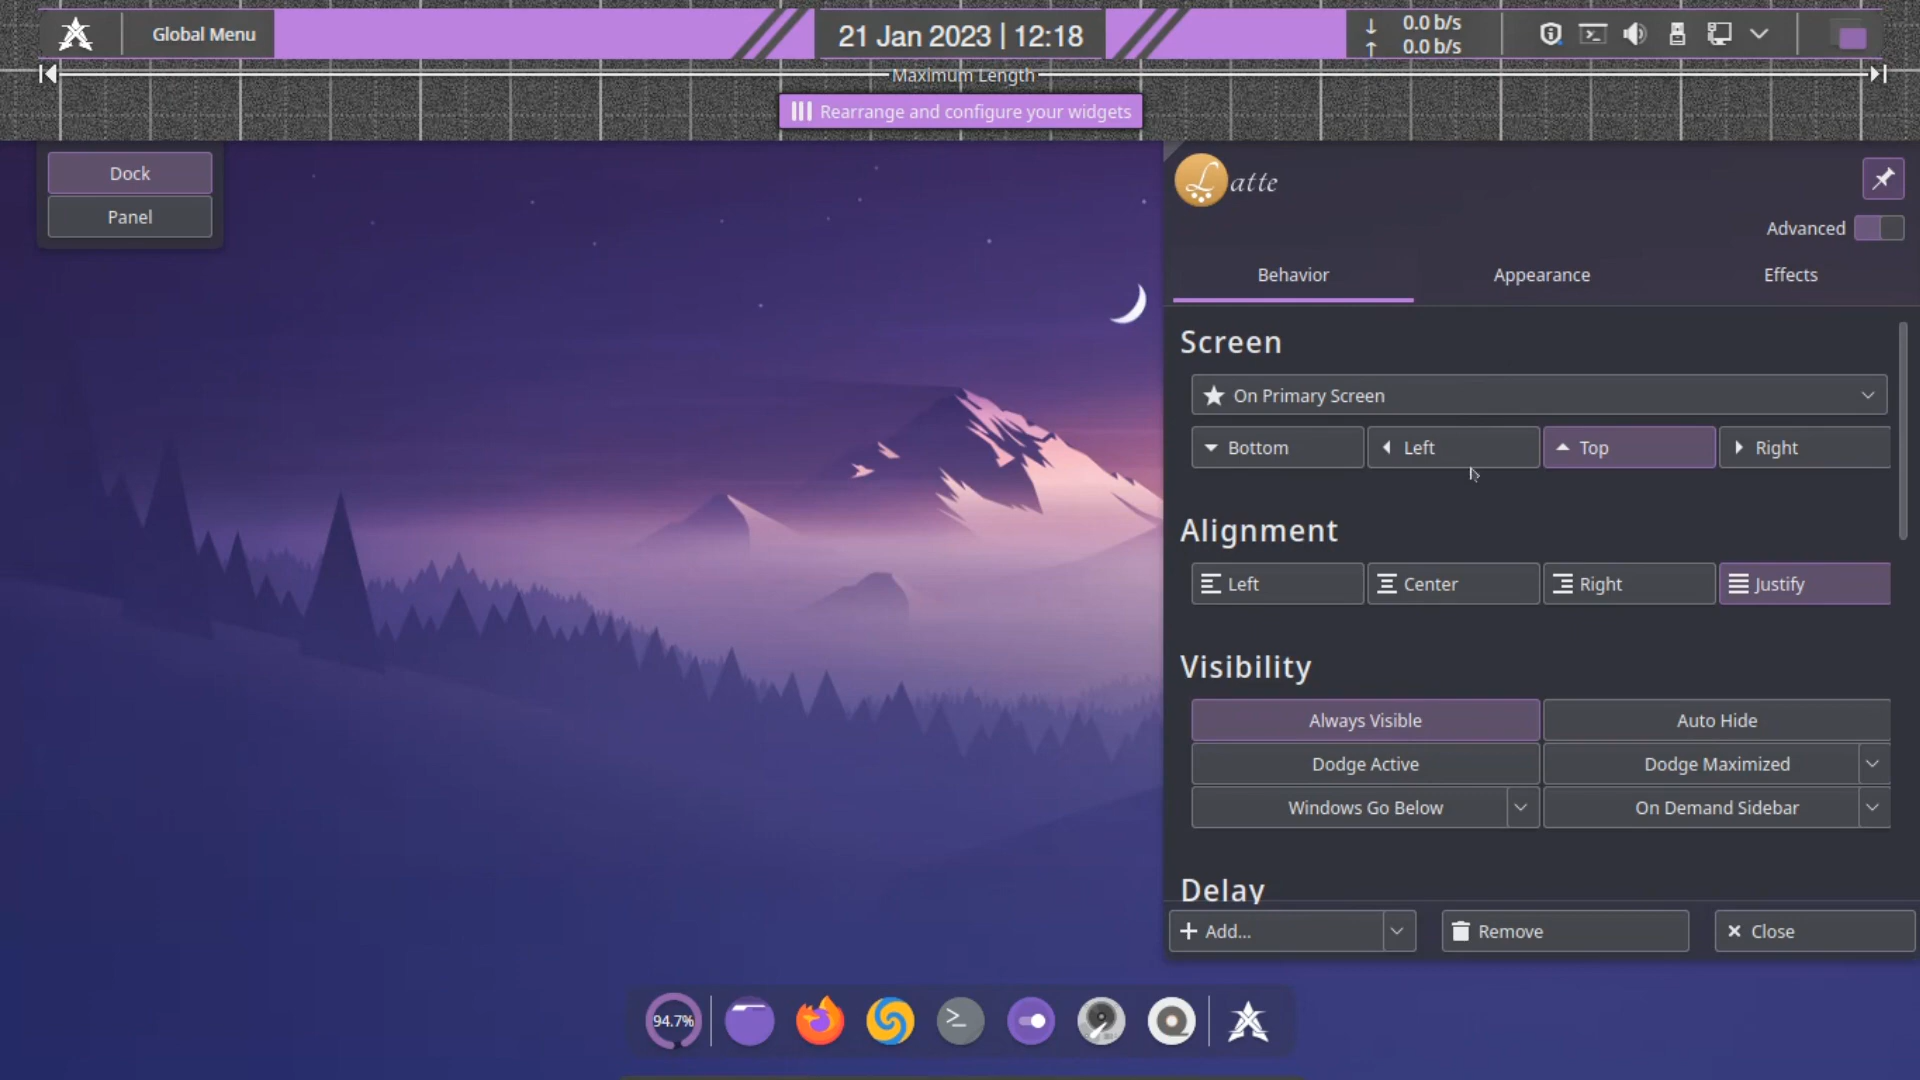 Global Menu
21 Jan 2023 | 12:18
↓ 0.0 b/s
↑ 0.0 b/s
Maximum Length
Rearrange and configure your widgets
Dock
Panel
Latte
Advanced
Behavior Appearance Effects
Screen
On Primary Screen
Bottom Left Top Right
Alignment
Left Center Right Justify
Visibility
Always Visible Auto Hide
Dodge Active Dodge Maximized
Windows Go Below On Demand Sidebar
Delay
Add... Remove Close
94.7%